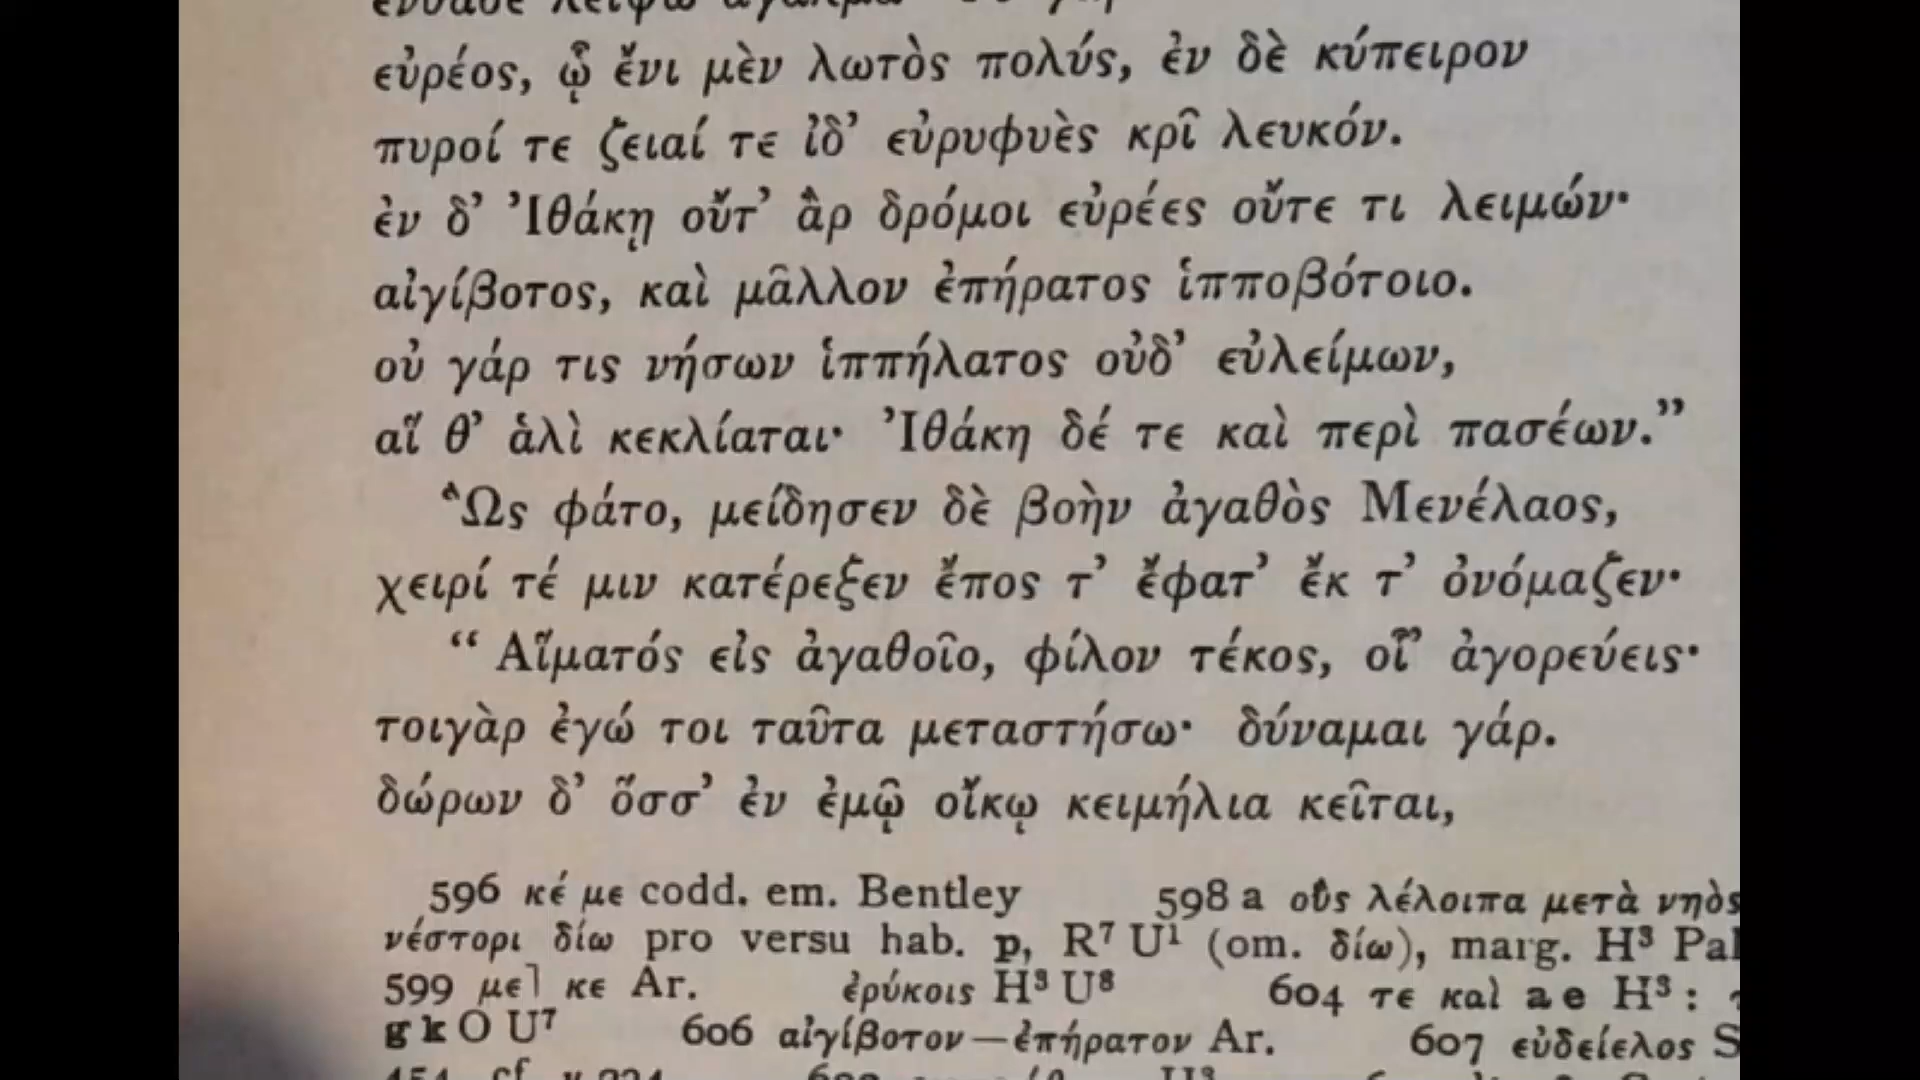 ἐνθάδε λείψω ἄγαλμα
εὐρέος, ᾧ ἔνι μὲν λωτὸς πολύς, ἐν δὲ κύπειρον
πυροί τε ζειαί τε ἰδ’ εὐρυφυὲς κρῖ λευκόν.
ἐν δ’ Ἰθάκῃ οὔτ’ ἂρ δρόμοι εὐρέες οὔτε τι λειμών·
αἰγίβοτος, καὶ μᾶλλον ἐπήρατος ἱπποβότοιο.
οὐ γάρ τις νήσων ἱππήλατος οὐδ’ εὐλείμων,
αἵ θ’ ἁλὶ κεκλίαται· Ἰθάκη δέ τε καὶ περὶ πασέων.”
Ὣς φάτο, μείδησεν δὲ βοὴν ἀγαθὸς Μενέλαος,
χειρί τέ μιν κατέρεξεν ἔπος τ’ ἔφατ’ ἔκ τ’ ὀνόμαζεν·
“ Αἵματός εἰς ἀγαθοῖο, φίλον τέκος, οἷ’ ἀγορεύεις·
τοιγὰρ ἐγώ τοι ταῦτα μεταστήσω· δύναμαι γάρ.
δώρων δ’ ὅσσ’ ἐν ἐμῷ οἴκῳ κειμήλια κεῖται,
596 κέ με codd. em. Bentley 598 a οὓς λέλοιπα μετὰ νηὸς
νέστορι δίω pro versu hab. p, R⁷ U¹ (om. δίω), marg. H³ Pal
599 με] κε Ar. ἐρύκοις H³ U⁸ 604 τε καὶ a e H³ :
g k O U⁷ 606 αἰγίβοτον—ἐπήρατον Ar. 607 εὐδείελος S